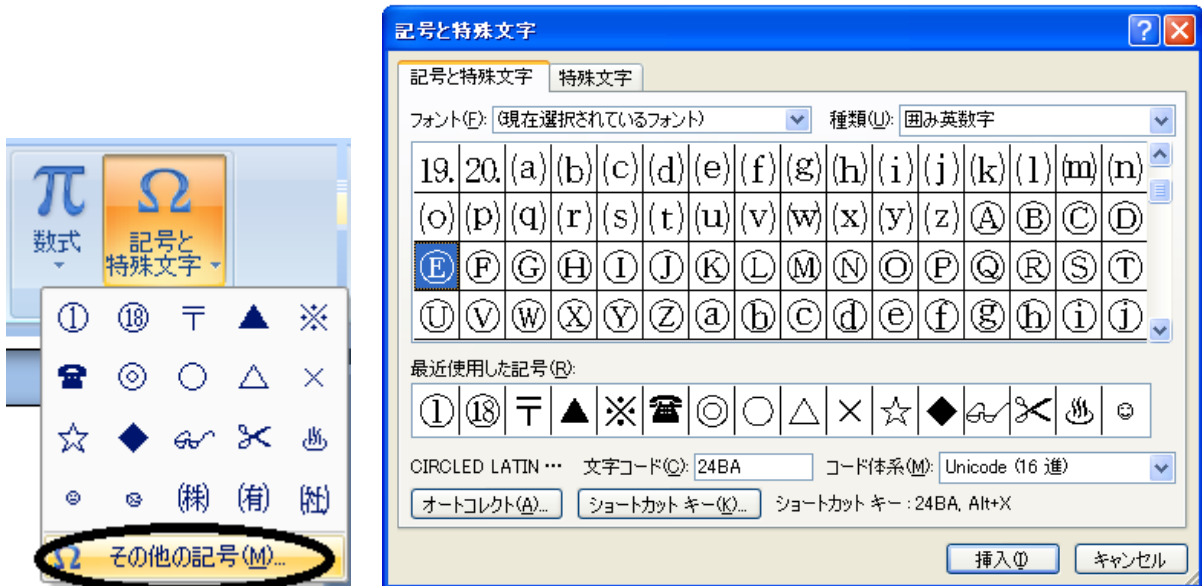 数式
記号と
特殊文字
① ⑱ 〒 ▲ ※
☎ ◎ ○ △ ×
☆ ◆ 👓 ✂ ♨
☺ ㈱ ㈲ ㈳
Ω その他の記号(M)...
記号と特殊文字
記号と特殊文字 特殊文字
フォント(F): (現在選択されているフォント) 種類(U): 囲み英数字
19. 20. (a) (b) (c) (d) (e) (f) (g) (h) (i) (j) (k) (l) (m) (n)
(o) (p) (q) (r) (s) (t) (u) (v) (w) (x) (y) (z) Ⓐ Ⓑ Ⓒ Ⓓ
Ⓔ Ⓕ Ⓖ Ⓗ Ⓘ Ⓙ Ⓚ Ⓛ Ⓜ Ⓝ Ⓞ Ⓟ Ⓠ Ⓡ Ⓢ Ⓣ
Ⓤ Ⓥ Ⓦ Ⓧ Ⓨ Ⓩ ⓐ ⓑ ⓒ ⓓ ⓔ ⓕ ⓖ ⓗ ⓘ ⓙ
最近使用した記号(R):
① ⑱ 〒 ▲ ※ ☎ ◎ ○ △ × ☆ ◆ 👓 ✂ ♨ ☺
CIRCLED LATIN … 文字コード(C): 24BA コード体系(M): Unicode (16 進)
オートコレクト(A)... ショートカット キー(K)... ショートカット キー : 24BA, Alt+X
挿入(I) キャンセル